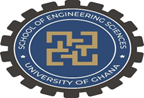 SCHOOL OF ENGINEERING SCIENCES
UNIVERSITY OF GHANA